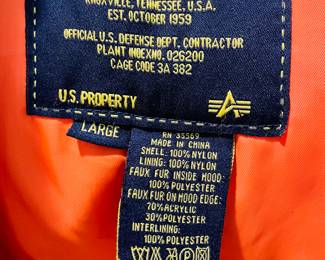 KNOXVILLE, TENNESSEE, U.S.A.
EST. OCTOBER 1959
OFFICIAL U.S. DEFENSE DEPT. CONTRACTOR
PLANT INDEXNO. 026200
CAGE CODE 3A 382
U.S. PROPERTY
LARGE
RN 35569
MADE IN CHINA
SHELL: 100% NYLON
LINING: 100% NYLON
FAUX FUR INSIDE HOOD:
100% POLYESTER
FAUX FUR ON HOOD EDGE:
70% ACRYLIC
30% POLYESTER
INTERLINING:
100% POLYESTER